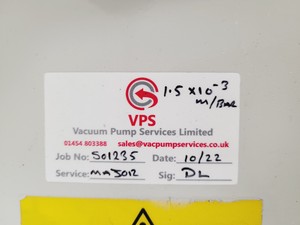 1.5 x10⁻³
m/BAR
VPS
Vacuum Pump Services Limited
01454 803388 sales@vacpumpservices.co.uk
Job No: S01235 Date: 10/22
Service: MAJOR Sig: DL